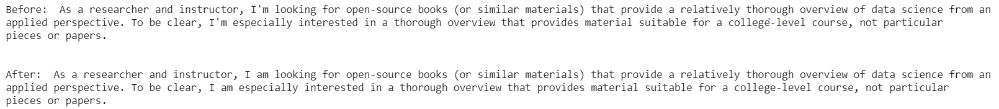 Before:  As a researcher and instructor, I'm looking for open-source books (or similar materials) that provide a relatively thorough overview of data science from an
applied perspective. To be clear, I'm especially interested in a thorough overview that provides material suitable for a college-level course, not particular
pieces or papers.
After:  As a researcher and instructor, I am looking for open-source books (or similar materials) that provide a relatively thorough overview of data science from an
applied perspective. To be clear, I am especially interested in a thorough overview that provides material suitable for a college-level course, not particular
pieces or papers.